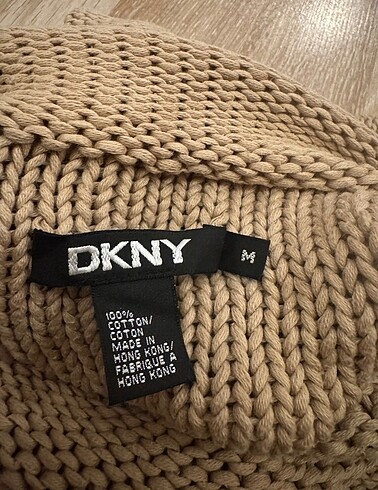 DKNY
M
100%
COTTON/
COTON
MADE IN
HONG KONG/
FABRIQUE A
HONG KONG